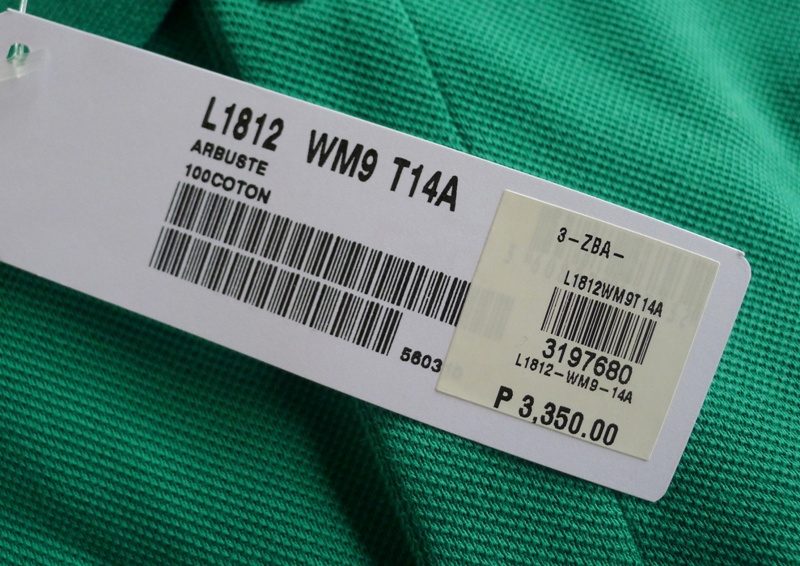 L1812 WM9 T14A
ARBUSTE
100COTON
5603
3-ZBA-
L1812WM9T14A
3197680
L1812-WM9-14A
P 3,350.00